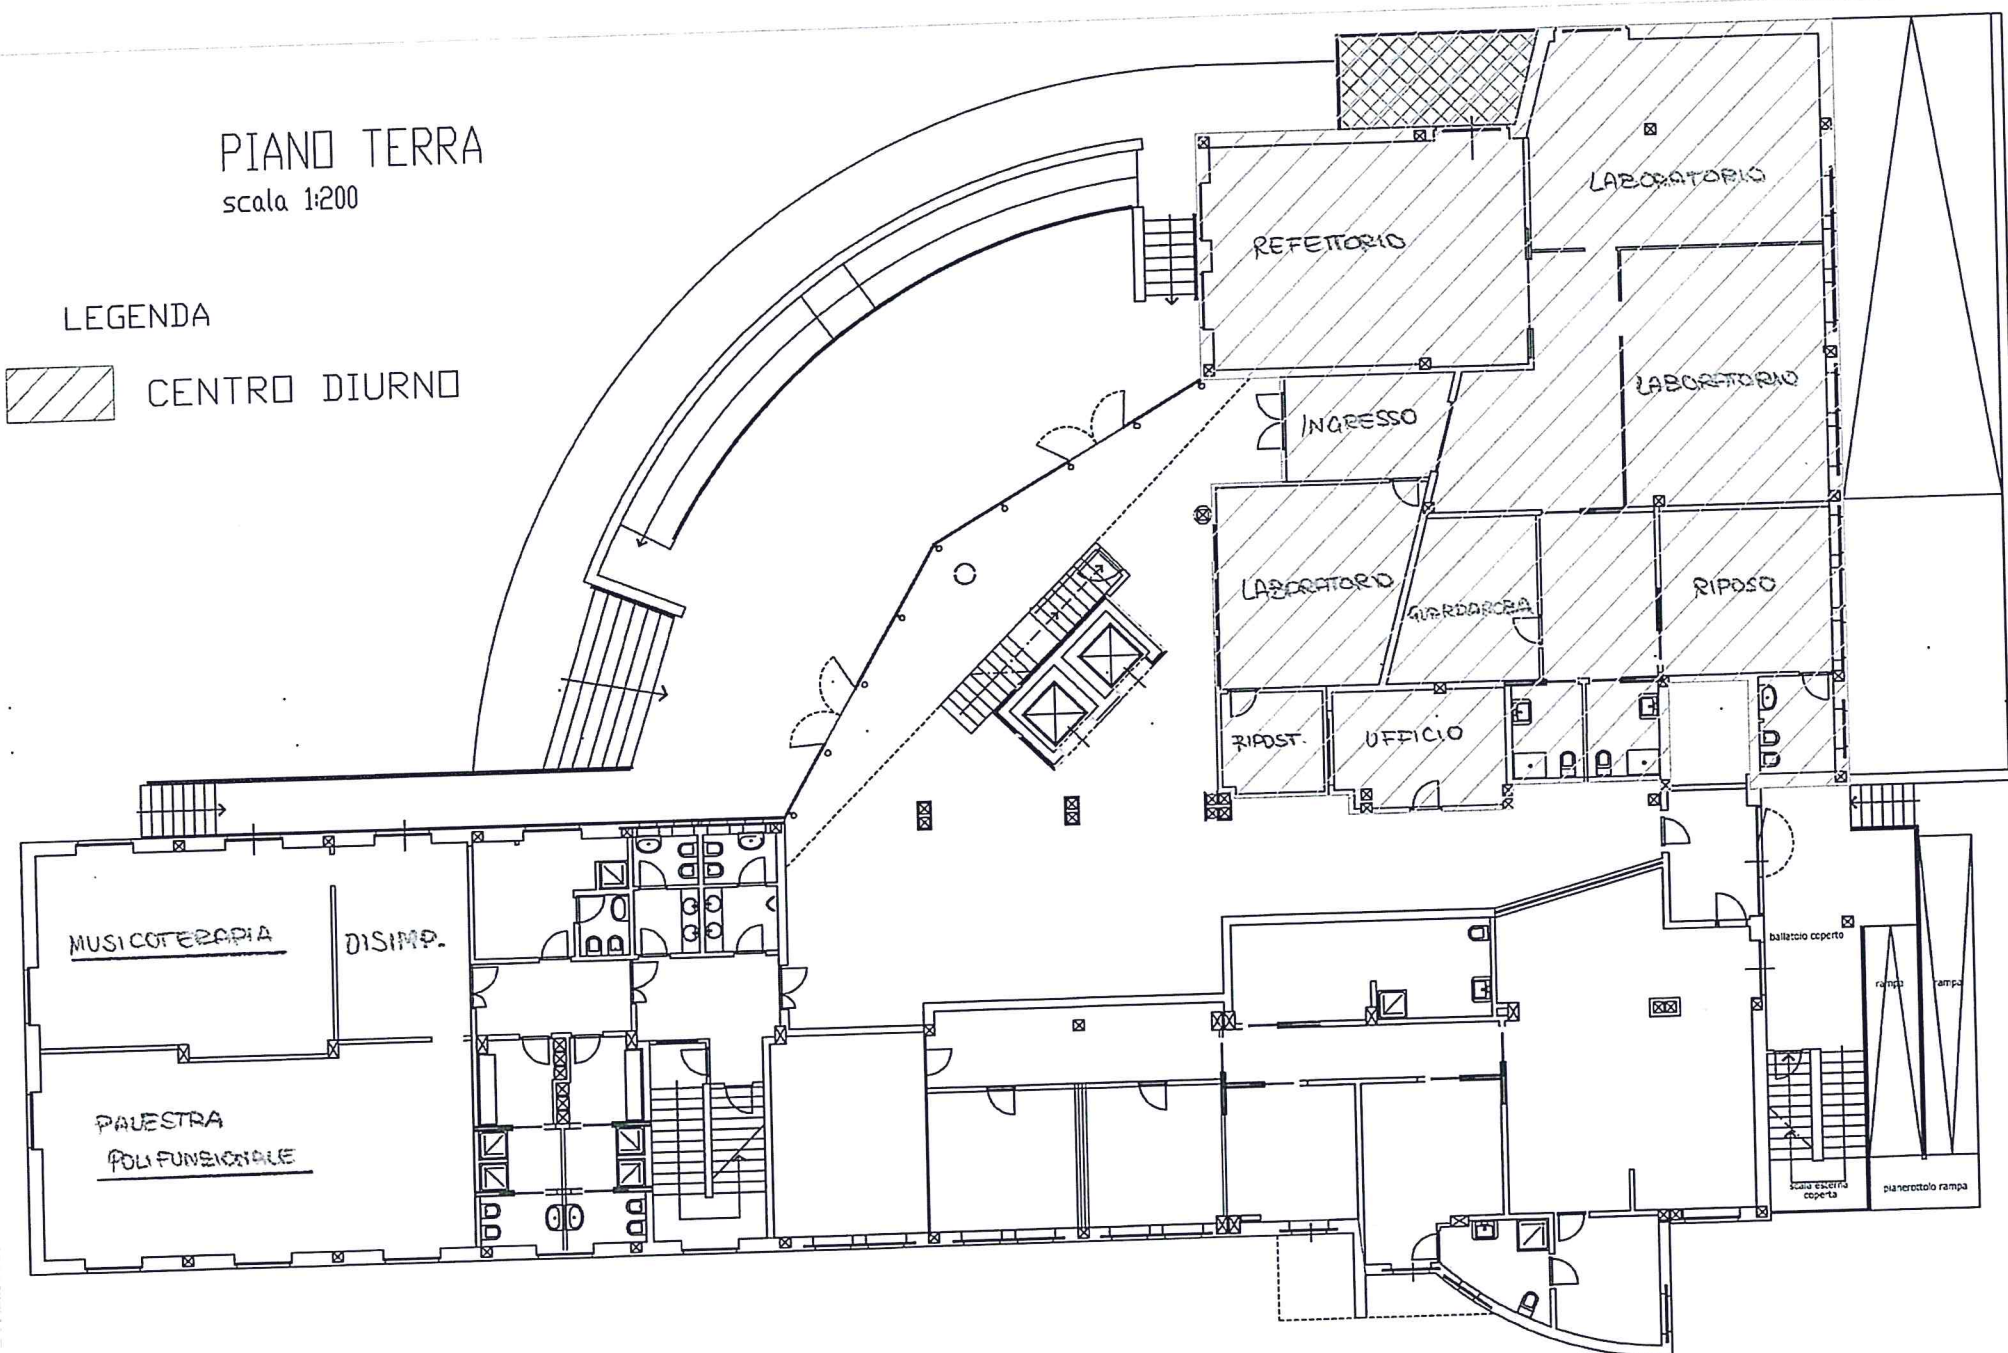 PIANO TERRA
scala 1:200
LEGENDA
CENTRO DIURNO
LABORATORIO
REFETTORIO
LABORATORIO
INGRESSO
LABORATORIO
GUARDAROBA
RIPOSO
RIPOST.
UFFICIO
MUSICOTERAPIA
DISIMP.
PALESTRA
POLIFUNZIONALE
ballatoio coperto
rampa
rampa
scala esterna
coperta
pianerottolo rampa